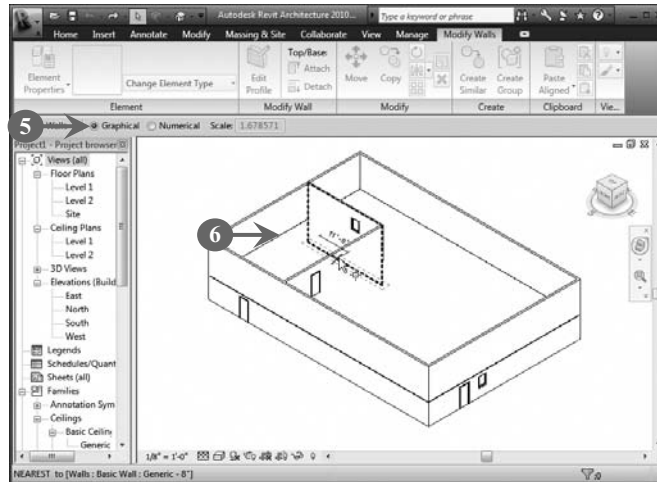 Autodesk Revit Architecture 2010...
Type a keyword or phrase
Home Insert Annotate Modify Massing & Site Collaborate View Manage Modify Walls
Element Properties
Change Element Type
Edit Profile
Top/Base:
Attach
Detach
Move Copy
Create Similar
Create Group
Paste Aligned
Element Modify Wall Modify Create Clipboard Vie...
5
Graphical Numerical Scale: 1.678571
Project1 - Project browser
Views (all)
Floor Plans
Level 1
Level 2
Site
Ceiling Plans
Level 1
Level 2
3D Views
Elevations (Build
East
North
South
West
Legends
Schedules/Quant
Sheets (all)
Families
Annotation Sym
Ceilings
Basic Ceilin
Generic
6
1/8" = 1'-0"
NEAREST to [Walls : Basic Wall : Generic - 8"]
:0